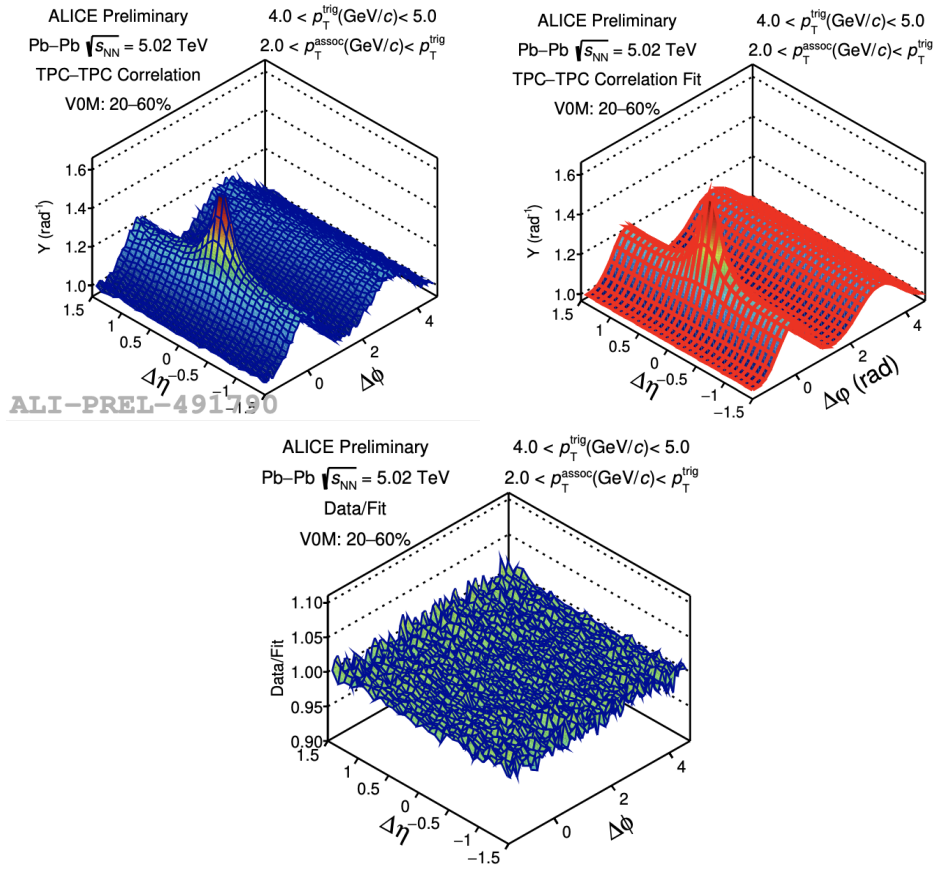 ALICE Preliminary
4.0 < p_T^trig(GeV/c)< 5.0
Pb–Pb √s_NN = 5.02 TeV
2.0 < p_T^assoc(GeV/c)< p_T^trig
TPC–TPC Correlation
V0M: 20–60%
Y (rad⁻¹)
1.6
1.4
1.2
1.0
1.5
1
0.5
0
−0.5
−1
−1.5
Δη
0
2
4
Δϕ
ALI−PREL−491790
ALICE Preliminary
4.0 < p_T^trig(GeV/c)< 5.0
Pb–Pb √s_NN = 5.02 TeV
2.0 < p_T^assoc(GeV/c)< p_T^trig
TPC–TPC Correlation Fit
V0M: 20–60%
Y (rad⁻¹)
1.6
1.4
1.2
1.0
1.5
1
0.5
0
−0.5
−1
−1.5
Δη
0
2
4
Δφ (rad)
ALICE Preliminary
4.0 < p_T^trig(GeV/c)< 5.0
Pb–Pb √s_NN = 5.02 TeV
2.0 < p_T^assoc(GeV/c)< p_T^trig
Data/Fit
V0M: 20–60%
Data/Fit
1.10
1.05
1.00
0.95
0.90
1.5
1
0.5
0
−0.5
−1
−1.5
Δη
0
2
4
Δϕ